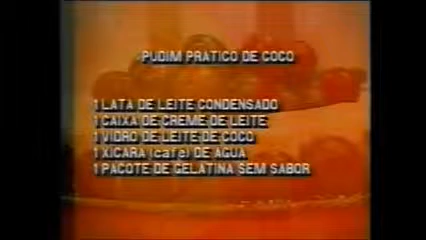 PUDIM PRATICO DE COCO
1 LATA DE LEITE CONDENSADO
1 CAIXA DE CREME DE LEITE
1 VIDRO DE LEITE DE COCO
1 XICARA (café) DE AGUA
1 PACOTE DE GELATINA SEM SABOR